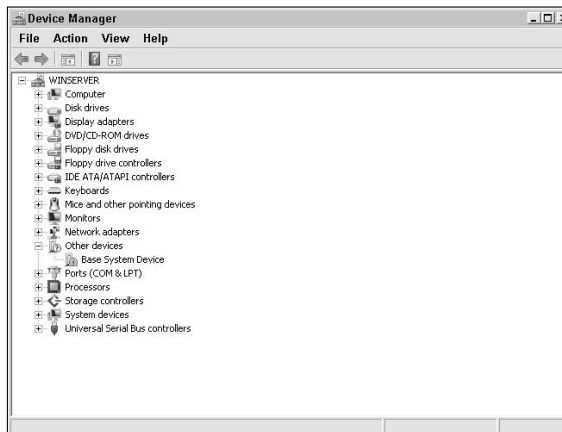 Device Manager
File Action View Help
WINSERVER
Computer
Disk drives
Display adapters
DVD/CD-ROM drives
Floppy disk drives
Floppy drive controllers
IDE ATA/ATAPI controllers
Keyboards
Mice and other pointing devices
Monitors
Network adapters
Other devices
Base System Device
Ports (COM & LPT)
Processors
Storage controllers
System devices
Universal Serial Bus controllers